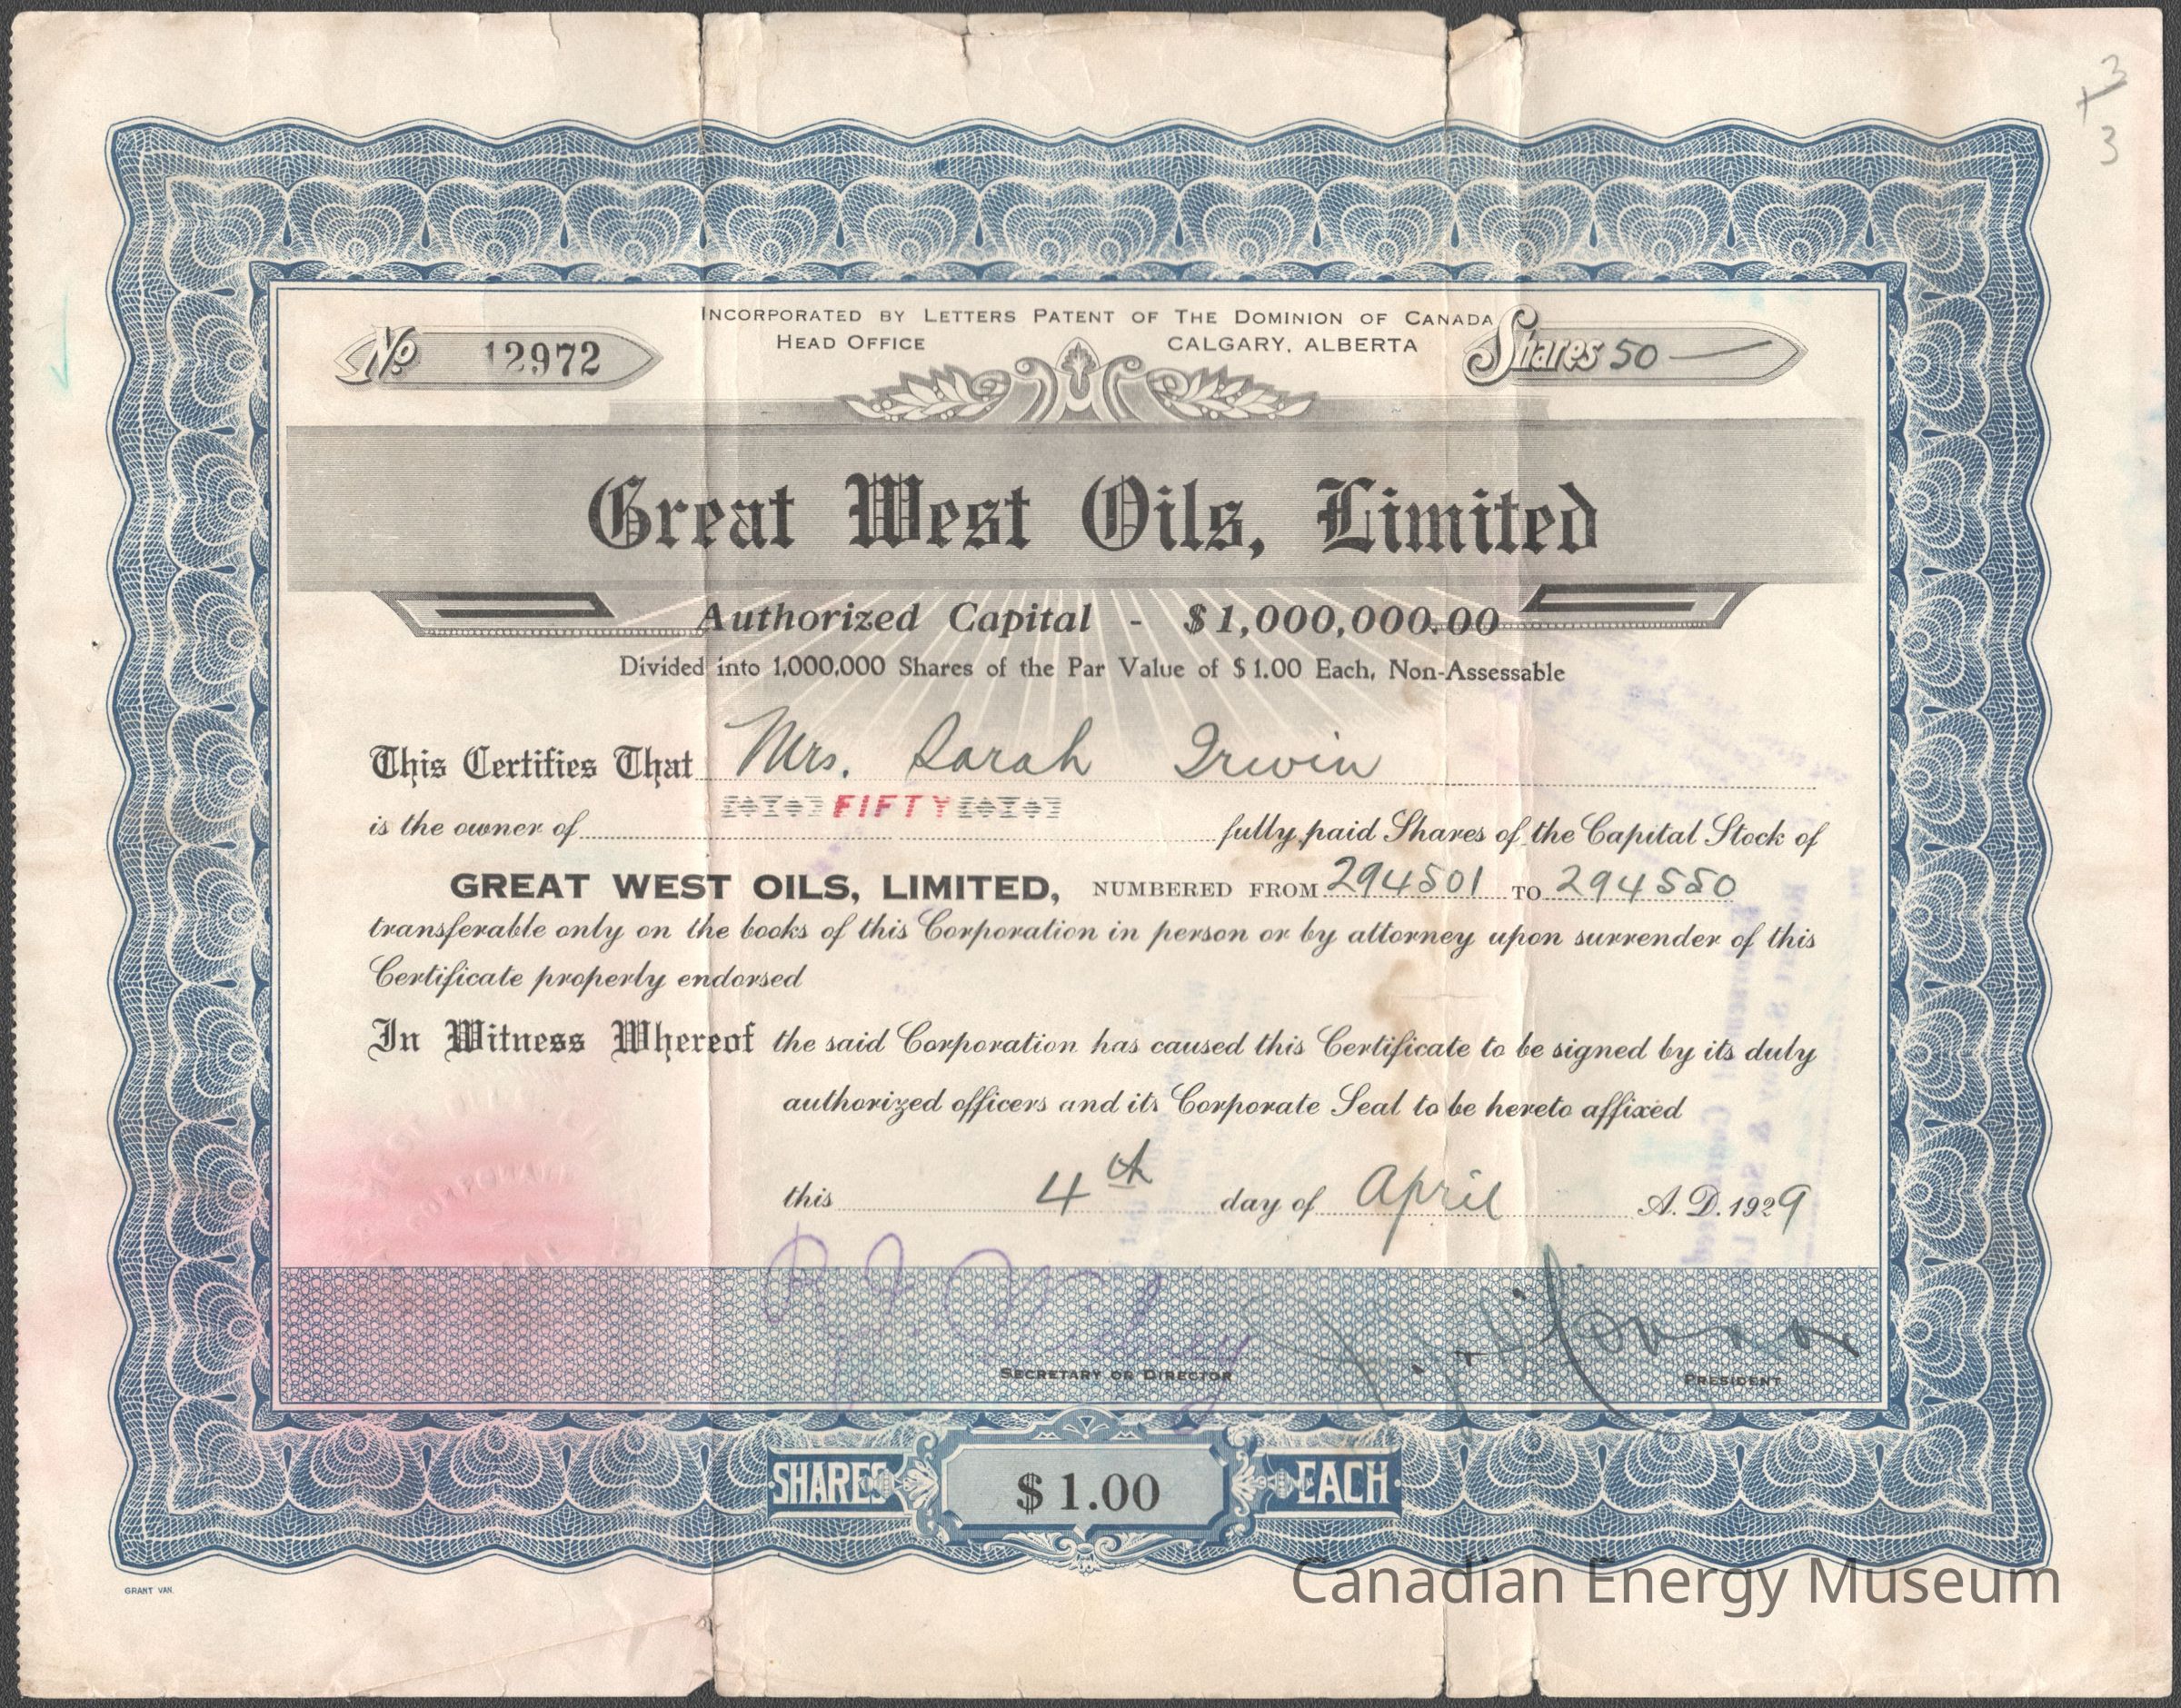 3
+
3
INCORPORATED BY LETTERS PATENT OF THE DOMINION OF CANADA
HEAD OFFICE CALGARY, ALBERTA
No 12972
Shares 50
Great West Oils, Limited
Authorized Capital - $1,000,000.00
Divided into 1,000,000 Shares of the Par Value of $1.00 Each, Non-Assessable
This Certifies That Mrs. Sarah Irwin
is the owner of FIFTY fully paid Shares of the Capital Stock of
GREAT WEST OILS, LIMITED, NUMBERED FROM 294501 TO 294550
transferable only on the books of this Corporation in person or by attorney upon surrender of this
Certificate properly endorsed
In Witness Whereof the said Corporation has caused this Certificate to be signed by its duly
authorized officers and its Corporate Seal to be hereto affixed
this 4th day of April A.D. 1929
SECRETARY OR DIRECTOR PRESIDENT
SHARES $1.00 EACH
GRANT VAN.
Canadian Energy Museum